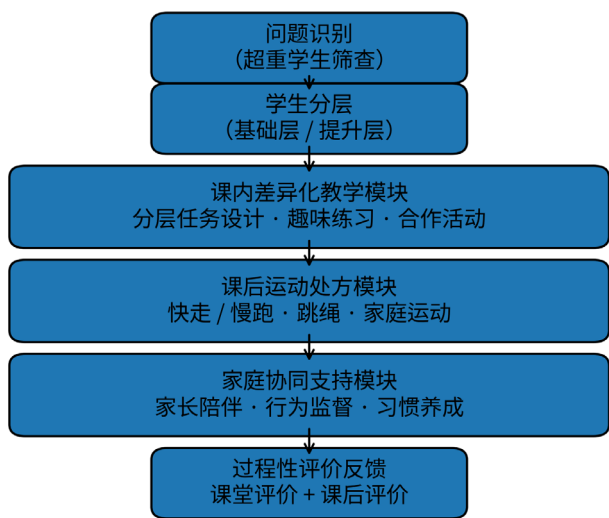 问题识别
（超重学生筛查）
学生分层
（基础层 / 提升层）
课内差异化教学模块
分层任务设计 · 趣味练习 · 合作活动
课后运动处方模块
快走 / 慢跑 · 跳绳 · 家庭运动
家庭协同支持模块
家长陪伴 · 行为监督 · 习惯养成
过程性评价反馈
课堂评价 + 课后评价